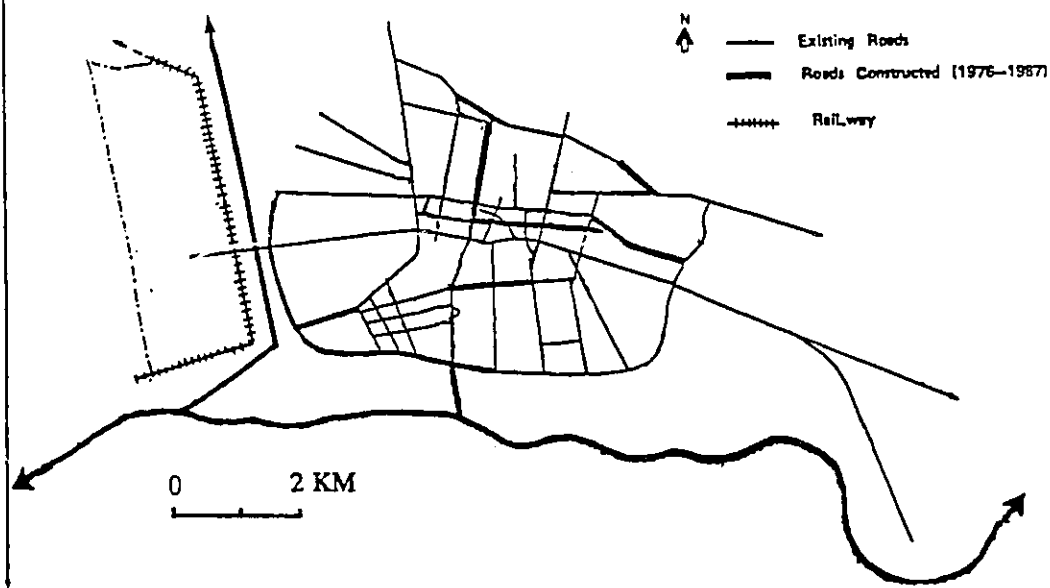 N
Existing Roads
Roads Constructed (1976—1987)
RaiLway
0 2 KM